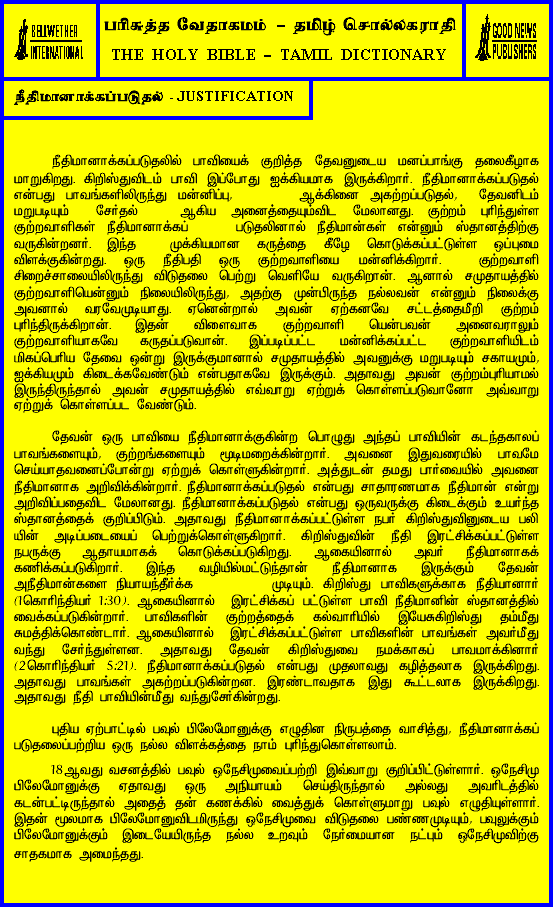 BELLWETHER
INTERNATIONAL
பரிசுத்த வேதாகமம் – தமிழ் சொல்லகராதி
THE HOLY BIBLE – TAMIL DICTIONARY
GOOD NEWS
PUBLISHERS
நீதிமானாக்கப்படுதல் - JUSTIFICATION
நீதிமானாக்கப்படுதலில் பாவியைக் குறித்த தேவனுடைய மனப்பாங்கு தலைகீழாக
மாறுகிறது. கிறிஸ்துவிடம் பாவி இப்போது ஐக்கியமாக இருக்கிறார். நீதிமானாக்கப்படுதல்
என்பது பாவங்களிலிருந்து மன்னிப்பு, ஆக்கினை அகற்றப்படுதல், தேவனிடம்
மறுபடியும் சேர்தல் ஆகிய அனைத்தையும்விட மேலானது. குற்றம் புரிந்துள்ள
குற்றவாளிகள் நீதிமானாக்கப் படுதலினால் நீதிமான்கள் என்னும் ஸ்தானத்திற்கு
வருகின்றனர். இந்த முக்கியமான கருத்தை கீழே கொடுக்கப்பட்டுள்ள ஒப்புமை
விளக்குகின்றது. ஒரு நீதிபதி ஒரு குற்றவாளியை மன்னிக்கிறார். குற்றவாளி
சிறைச்சாலையிலிருந்து விடுதலை பெற்று வெளியே வருகிறான். ஆனால் சமுதாயத்தில்
குற்றவாளியென்னும் நிலையிலிருந்து, அதற்கு முன்பிருந்த நல்லவன் என்னும் நிலைக்கு
அவனால் வரவேமுடியாது. ஏனென்றால் அவன் ஏற்கனவே சட்டத்தைமீறி குற்றம்
புரிந்திருக்கிறான். இதன் விளைவாக குற்றவாளி யென்பவன் அனைவராலும்
குற்றவாளியாகவே கருதப்படுவான். இப்படிப்பட்ட மன்னிக்கப்பட்ட குற்றவாளியிடம்
மிகப்பெரிய தேவை ஒன்று இருக்குமானால் சமுதாயத்தில் அவனுக்கு மறுபடியும் சகாயமும்,
ஐக்கியமும் கிடைக்கவேண்டும் என்பதாகவே இருக்கும். அதாவது அவன் குற்றம்புரியாமல்
இருந்திருந்தால் அவன் சமுதாயத்தில் எவ்வாறு ஏற்றுக் கொள்ளப்படுவானோ அவ்வாறு
ஏற்றுக் கொள்ளப்பட வேண்டும்.
தேவன் ஒரு பாவியை நீதிமானாக்குகின்ற பொழுது அந்தப் பாவியின் கடந்தகாலப்
பாவங்களையும், குற்றங்களையும் மூடிமறைக்கின்றார். அவனை இதுவரையில் பாவமே
செய்யாதவனைப்போன்று ஏற்றுக் கொள்ளுகின்றார். அத்துடன் தமது பார்வையில் அவனை
நீதிமானாக அறிவிக்கின்றார். நீதிமானாக்கப்படுதல் என்பது சாதாரணமாக நீதிமான் என்று
அறிவிப்பதைவிட மேலானது. நீதிமானாக்கப்படுதல் என்பது ஒருவருக்கு கிடைக்கும் உயர்ந்த
ஸ்தானத்தைக் குறிப்பிடும். அதாவது நீதிமானாக்கப்பட்டுள்ள நபர் கிறிஸ்துவினுடைய பலி
யின் அடிப்படையைப் பெற்றுக்கொள்ளுகிறார். கிறிஸ்துவின் நீதி இரட்சிக்கப்பட்டுள்ள
நபருக்கு ஆதாயமாகக் கொடுக்கப்படுகிறது. ஆகையினால் அவர் நீதிமானாகக்
கணிக்கப்படுகிறார். இந்த வழியில்மட்டுந்தான் நீதிமானாக இருக்கும் தேவன்
அநீதிமான்களை நியாயந்தீர்க்க முடியும். கிறிஸ்து பாவிகளுக்காக நீதியானார்
(1கொரிந்தியர் 1:30). ஆகையினால் இரட்சிக்கப் பட்டுள்ள பாவி நீதிமானின் ஸ்தானத்தில்
வைக்கப்படுகின்றார். பாவிகளின் குற்றத்தைக் கல்வாரியில் இயேசுகிறிஸ்து தம்மீது
சுமத்திக்கொண்டார். ஆகையினால் இரட்சிக்கப்பட்டுள்ள பாவிகளின் பாவங்கள் அவர்மீது
வந்து சேர்ந்துள்ளன. அதாவது தேவன் கிறிஸ்துவை நமக்காகப் பாவமாக்கினார்
(2கொரிந்தியர் 5:21). நீதிமானாக்கப்படுதல் என்பது முதலாவது கழித்தலாக இருக்கிறது.
அதாவது பாவங்கள் அகற்றப்படுகின்றன. இரண்டாவதாக இது கூட்டலாக இருக்கிறது.
அதாவது நீதி பாவியின்மீது வந்துசேர்கின்றது.
புதிய ஏற்பாட்டில் பவுல் பிலேமோனுக்கு எழுதின நிருபத்தை வாசித்து, நீதிமானாக்கப்
படுதலைப்பற்றிய ஒரு நல்ல விளக்கத்தை நாம் புரிந்துகொள்ளலாம்.
18ஆவது வசனத்தில் பவுல் ஒநேசிமுவைப்பற்றி இவ்வாறு குறிப்பிட்டுள்ளார். ஒநேசிமு
பிலேமோனுக்கு ஏதாவது ஒரு அநியாயம் செய்திருந்தால் அல்லது அவரிடத்தில்
கடன்பட்டிருந்தால் அதைத் தன் கணக்கில் வைத்துக் கொள்ளுமாறு பவுல் எழுதியுள்ளார்.
இதன் மூலமாக பிலேமோனுவிடமிருந்து ஒநேசிமுவை விடுதலை பண்ணமுடியும், பவுலுக்கும்
பிலேமோனுக்கும் இடையேயிருந்த நல்ல உறவும் நேர்மையான நட்பும் ஒநேசிமுவிற்கு
சாதகமாக அமைந்தது.